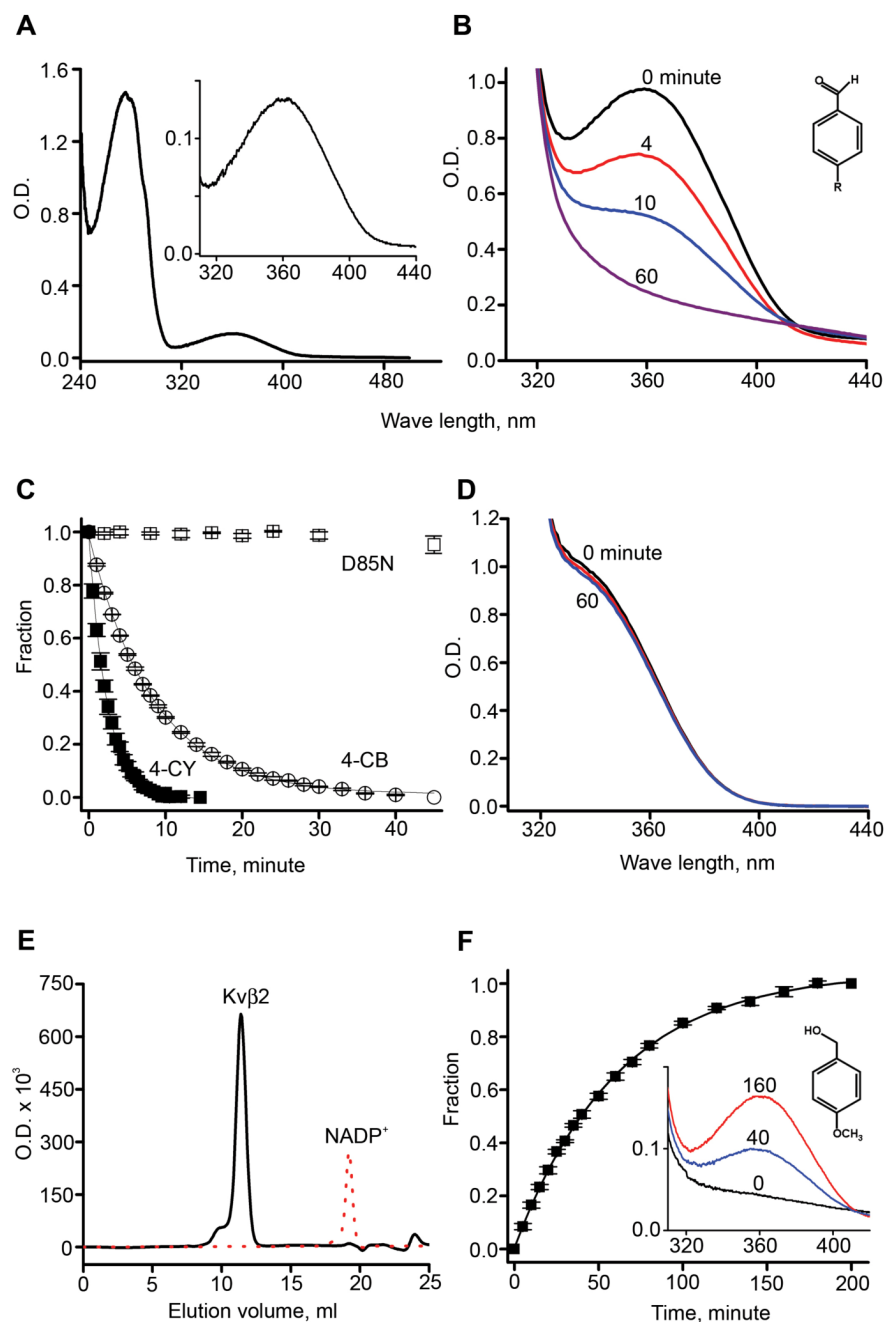 A
1.6
1.2
0.8
0.4
0.0
O.D.
240
320
400
480
0.1
0.0
310
360
400
440
B
1.0
0.8
0.6
0.4
0.2
0.0
O.D.
0 minute
4
10
60
O
H
R
320
360
400
440
Wave length, nm
C
1.0
0.8
0.6
0.4
0.2
0.0
Fraction
D85N
4-CY
4-CB
0
10
20
30
40
Time, minute
D
1.2
1.0
0.8
0.6
0.4
0.2
0.0
O.D.
0 minute
60
320
360
400
440
Wave length, nm
E
750
600
450
300
150
0
O.D. x 10³
Kvβ2
NADP⁺
0
5
10
15
20
25
Elution volume, ml
F
1.0
0.8
0.6
0.4
0.2
0.0
Fraction
HO
OCH₃
160
40
0
0.1
0.0
310
360
400
0
50
100
150
200
Time, minute